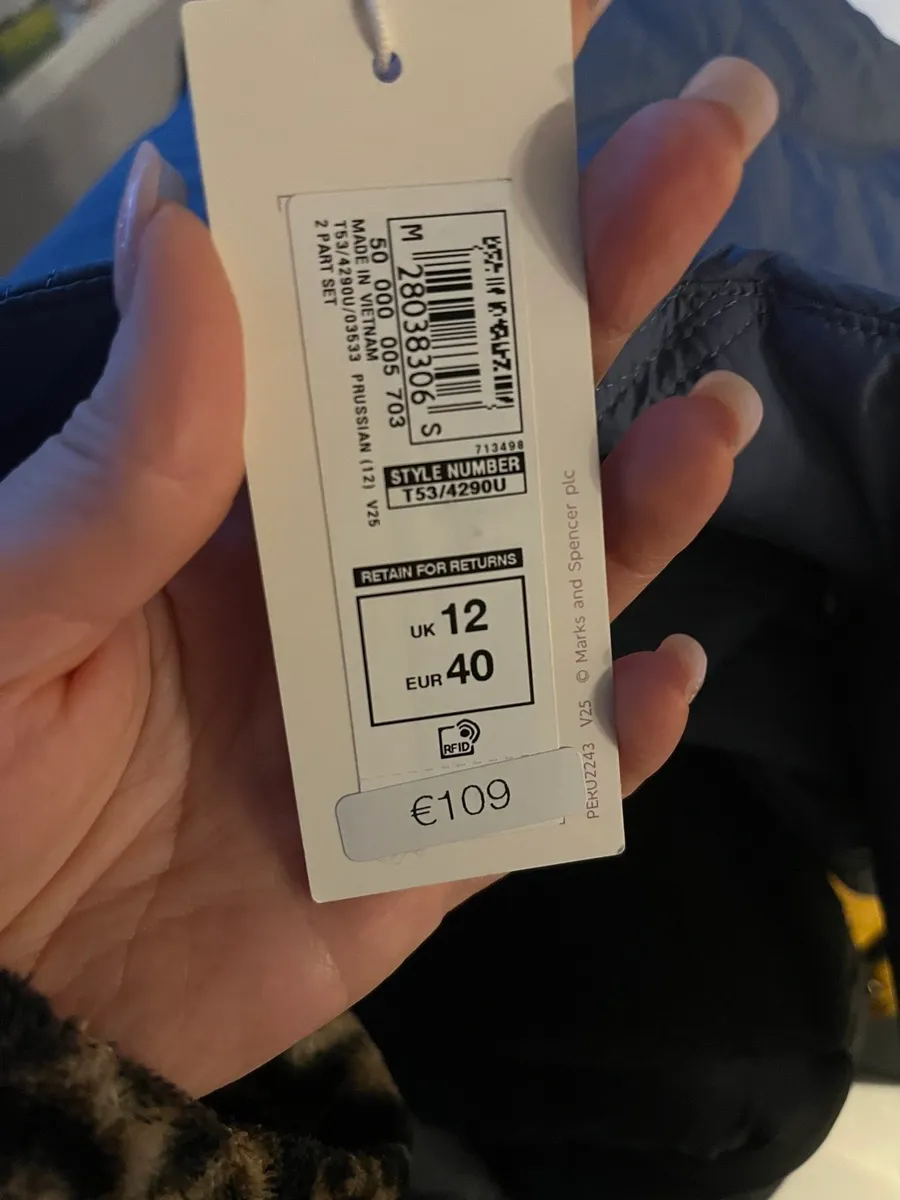 M 28038306 S
50 000 005 703
MADE IN VIETNAM
T53/4290U/03533 PRUSSIAN (12) V25
2 PART SET
713498
STYLE NUMBER
T53/4290U
RETAIN FOR RETURNS
UK 12
EUR 40
RFID
€109
PERU2243 V25 © Marks and Spencer plc